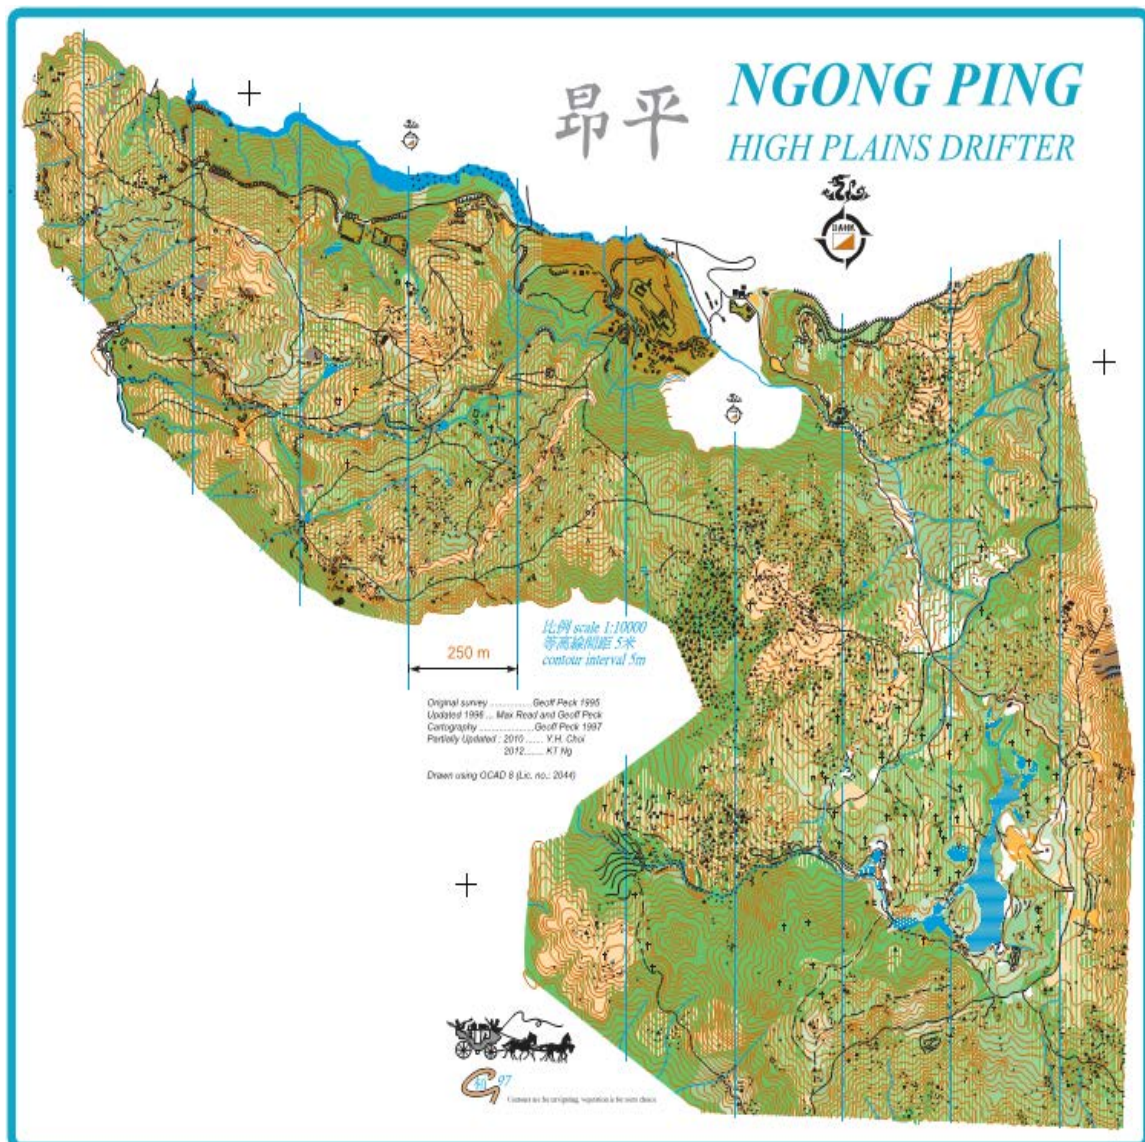 昂平
NGONG PING
HIGH PLAINS DRIFTER
比例 scale 1:10000
等高線間距 5米
contour interval 5m
250 m
Original survey .............. Geoff Peck 1995
Updated 1996 ... Max Read and Geoff Peck
Cartography .................. Geoff Peck 1997
Partially Updated : 2010 ...... Y.H. Choi
2012....... KT Ng
Drawn using OCAD 8 (Lic. no.: 2044)
97